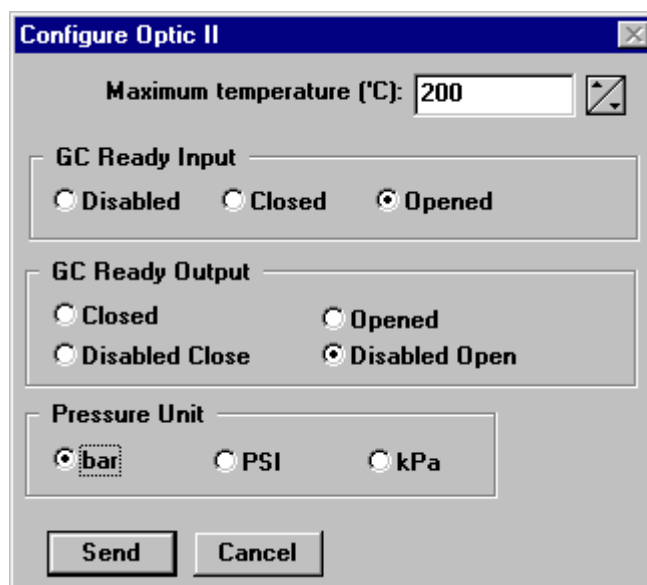 Configure Optic II
Maximum temperature ('C): 200
GC Ready Input
Disabled Closed Opened
GC Ready Output
Closed Opened
Disabled Close Disabled Open
Pressure Unit
bar PSI kPa
Send Cancel